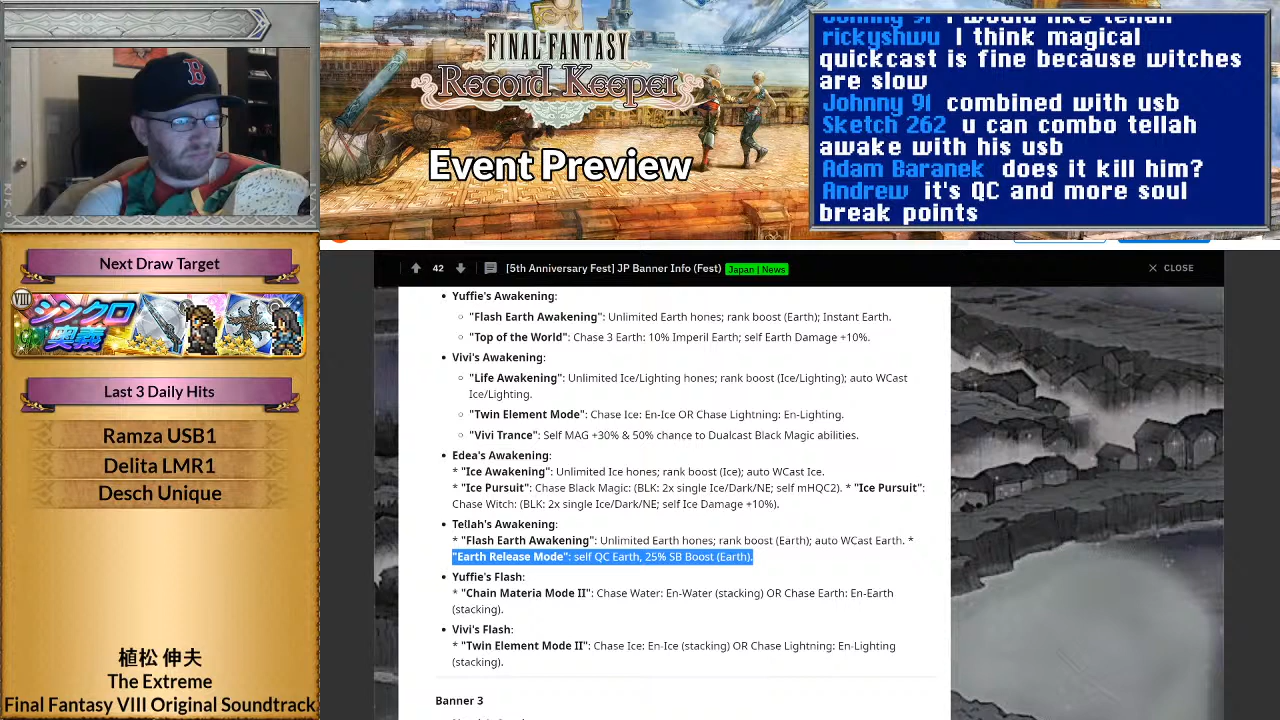 Next Draw Target
VIII
シンクロ
奥義
Last 3 Daily Hits
Ramza USB1
Delita LMR1
Desch Unique
植松 伸夫
The Extreme
Final Fantasy VIII Original Soundtrack
FINAL FANTASY
Record Keeper
Event Preview
Johnny 91 I would like tellah
rickyshwu I think magical
quickcast is fine because witches
are slow
Johnny 91 combined with usb
Sketch 262 u can combo tellah
awake with his usb
Adam Baranek does it kill him?
Andrew it's QC and more soul
break points
42 [5th Anniversary Fest] JP Banner Info (Fest) Japan | News CLOSE
Yuffie's Awakening:
"Flash Earth Awakening": Unlimited Earth hones; rank boost (Earth); Instant Earth.
"Top of the World": Chase 3 Earth: 10% Imperil Earth; self Earth Damage +10%.
Vivi's Awakening:
"Life Awakening": Unlimited Ice/Lighting hones; rank boost (Ice/Lighting); auto WCast
Ice/Lighting.
"Twin Element Mode": Chase Ice: En-Ice OR Chase Lightning: En-Lighting.
"Vivi Trance": Self MAG +30% & 50% chance to Dualcast Black Magic abilities.
Edea's Awakening:
* "Ice Awakening": Unlimited Ice hones; rank boost (Ice); auto WCast Ice.
* "Ice Pursuit": Chase Black Magic: (BLK: 2x single Ice/Dark/NE; self mHQC2). * "Ice Pursuit":
Chase Witch: (BLK: 2x single Ice/Dark/NE; self Ice Damage +10%).
Tellah's Awakening:
* "Flash Earth Awakening": Unlimited Earth hones; rank boost (Earth); auto WCast Earth. *
"Earth Release Mode": self QC Earth, 25% SB Boost (Earth).
Yuffie's Flash:
* "Chain Materia Mode II": Chase Water: En-Water (stacking) OR Chase Earth: En-Earth
(stacking).
Vivi's Flash:
* "Twin Element Mode II": Chase Ice: En-Ice (stacking) OR Chase Lightning: En-Lighting
(stacking).
Banner 3